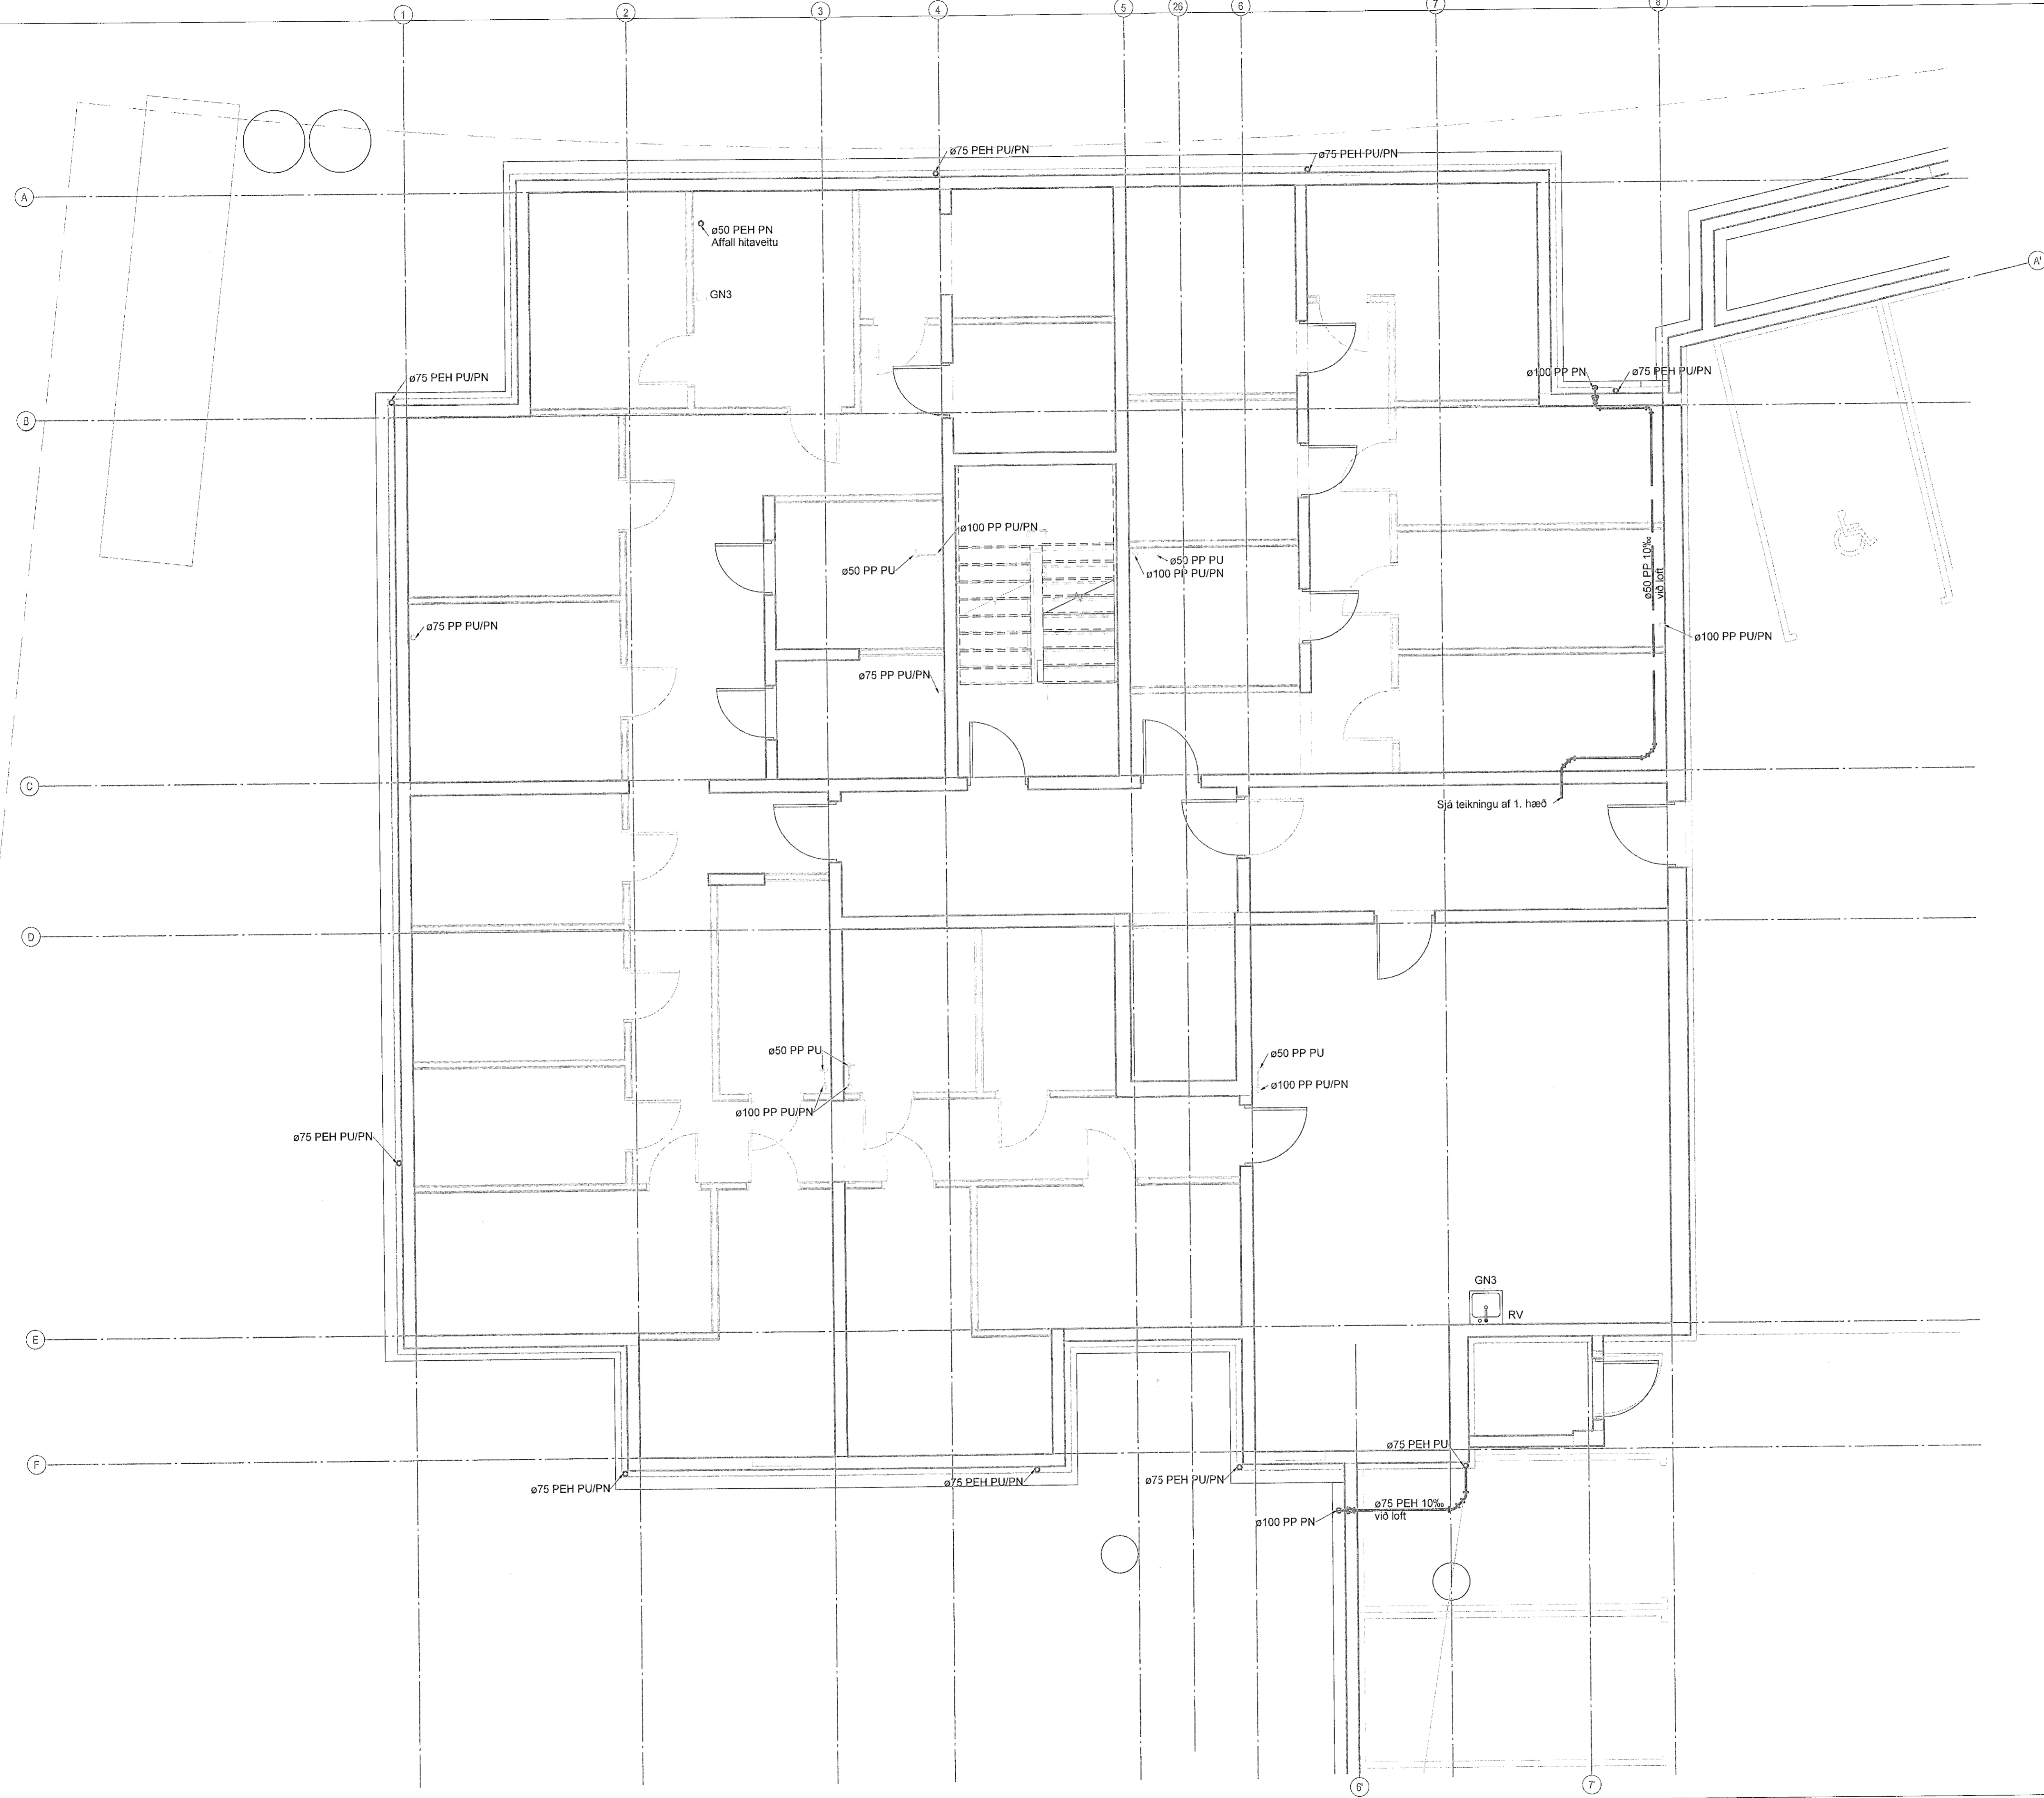 1
2
3
4
5
26
6
7
8
ø75 PEH PU/PN
ø75 PEH PU/PN
A
ø50 PEH PN
Affall hitaveitu
A'
GN3
ø100 PP PN
ø75 PEH PU/PN
ø75 PEH PU/PN
B
ø100 PP PU/PN
ø50 PP PU
ø50 PP PU
ø100 PP PU/PN
ø50 PP 10‰
við loft
ø75 PP PU/PN
ø100 PP PU/PN
ø75 PP PU/PN
C
Sjá teikningu af 1. hæð
D
ø50 PP PU
ø50 PP PU
ø100 PP PU/PN
ø100 PP PU/PN
ø75 PEH PU/PN
GN3
RV
E
ø75 PEH PU
F
ø75 PEH PU/PN
ø75 PEH PU/PN
ø75 PEH PU/PN
ø75 PEH 10‰
við loft
ø100 PP PN
6'
7'